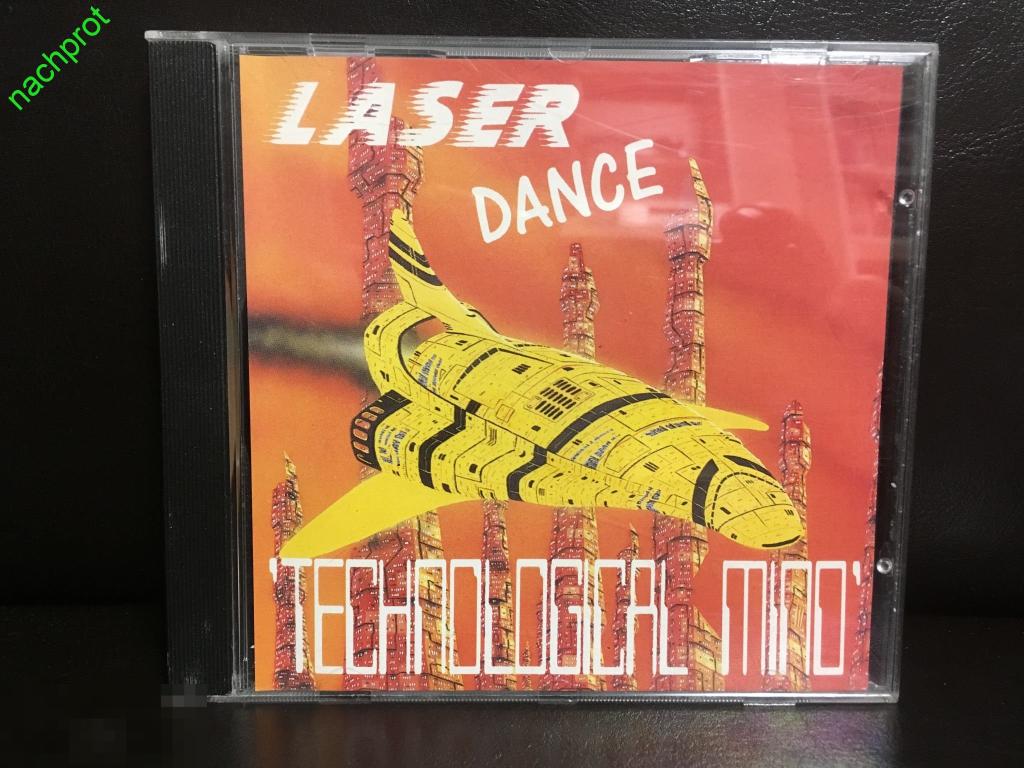 nachprot
LASER
DANCE
'TECHNOLOGICAL MIND'